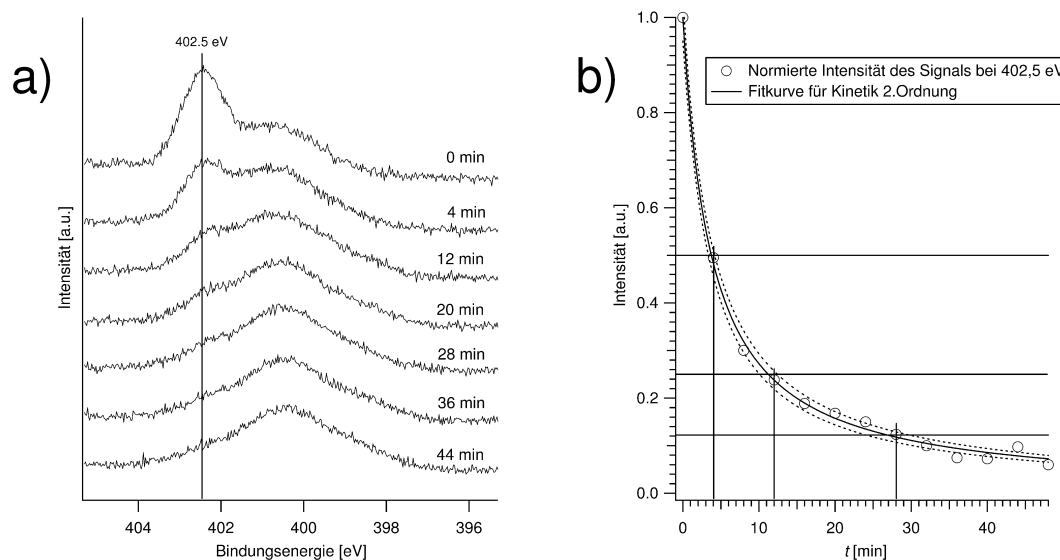 a)
402.5 eV
0 min
4 min
12 min
20 min
28 min
36 min
44 min
Intensität [a.u.]
404
402
400
398
396
Bindungsenergie [eV]
b)
Normierte Intensität des Signals bei 402,5 eV
Fitkurve für Kinetik 2.Ordnung
1.0
0.8
0.6
0.4
0.2
0.0
Intensität [a.u.]
0
10
20
30
40
t [min]